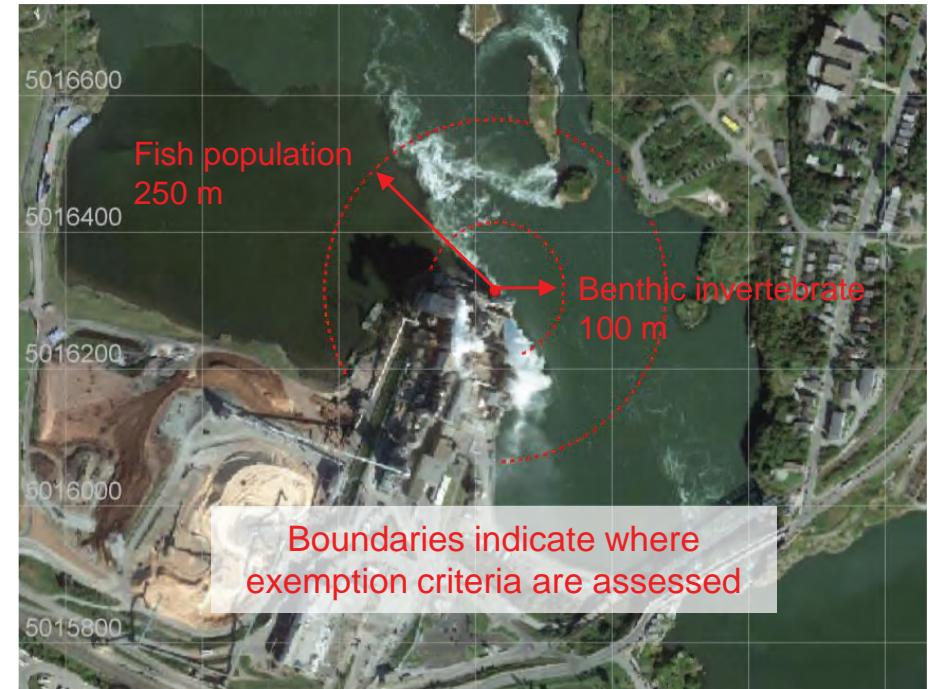 5016600
Fish population
250 m
5016400
Benthic invertebrate
100 m
5016200
5016000
Boundaries indicate where
exemption criteria are assessed
5015800